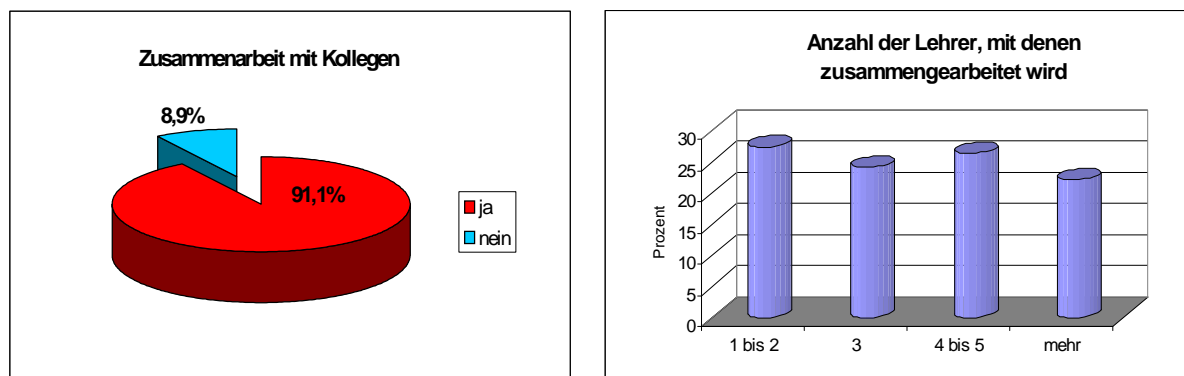 Zusammenarbeit mit Kollegen
8,9%
91,1%
ja
nein
Anzahl der Lehrer, mit denen
zusammengearbeitet wird
30
25
20
15
10
5
0
Prozent
1 bis 2
3
4 bis 5
mehr